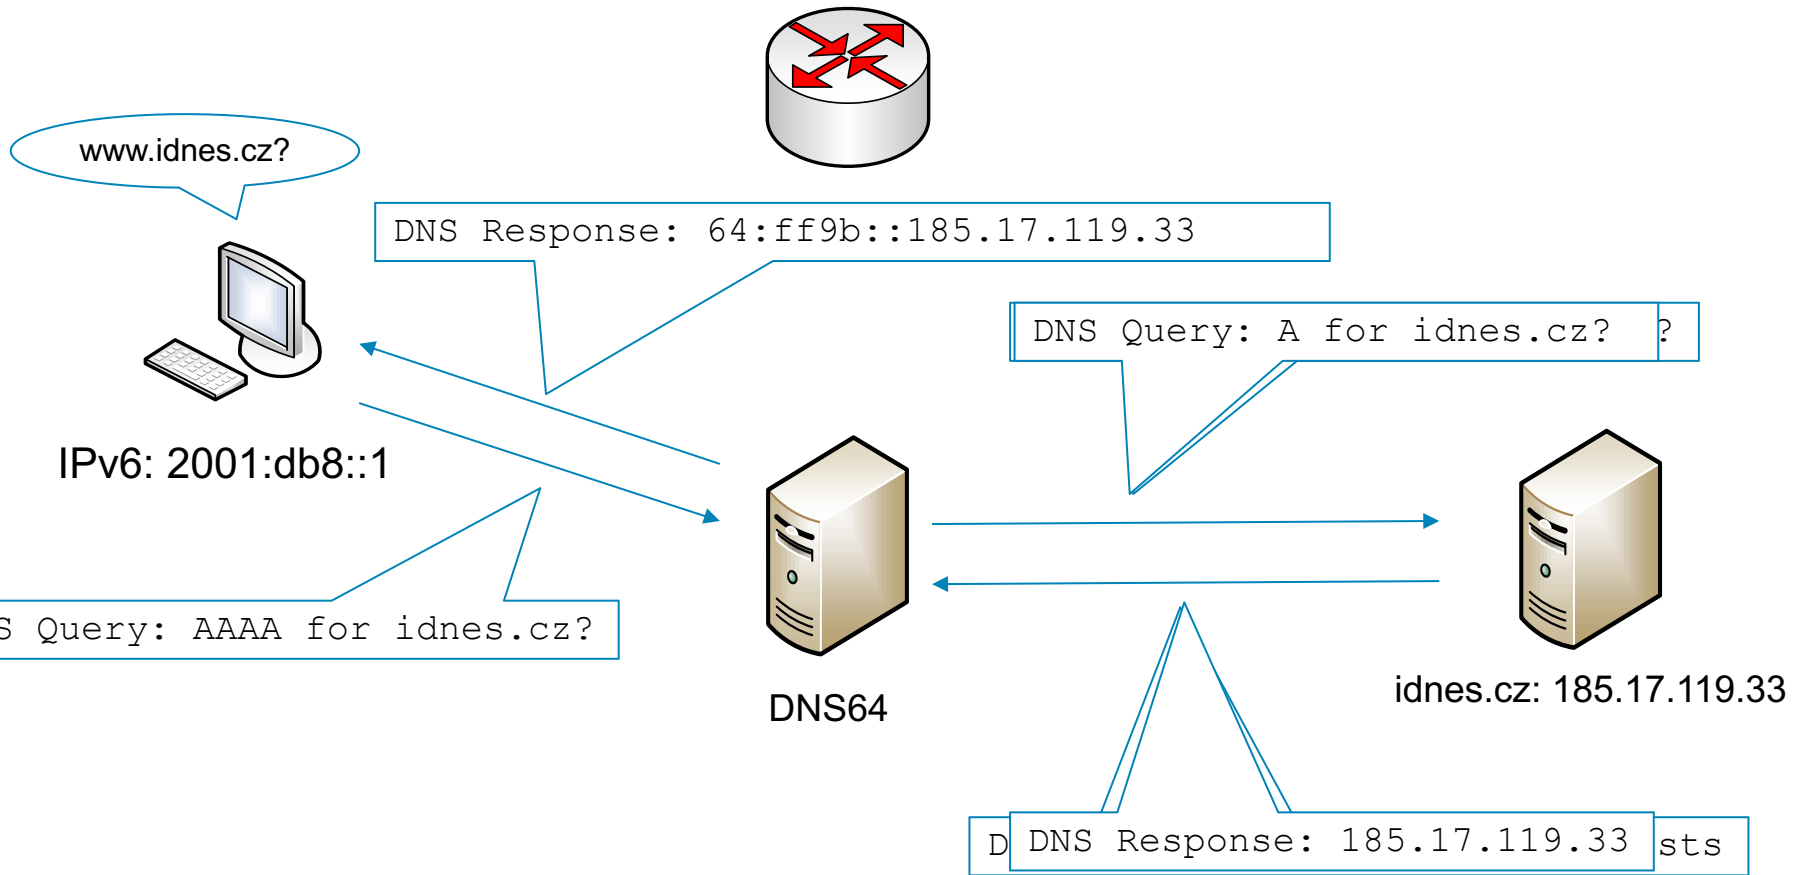 www.idnes.cz?
DNS Response: 64:ff9b::185.17.119.33
DNS Query: A for idnes.cz? ?
IPv6: 2001:db8::1
S Query: AAAA for idnes.cz?
DNS64
idnes.cz: 185.17.119.33
D DNS Response: 185.17.119.33 sts